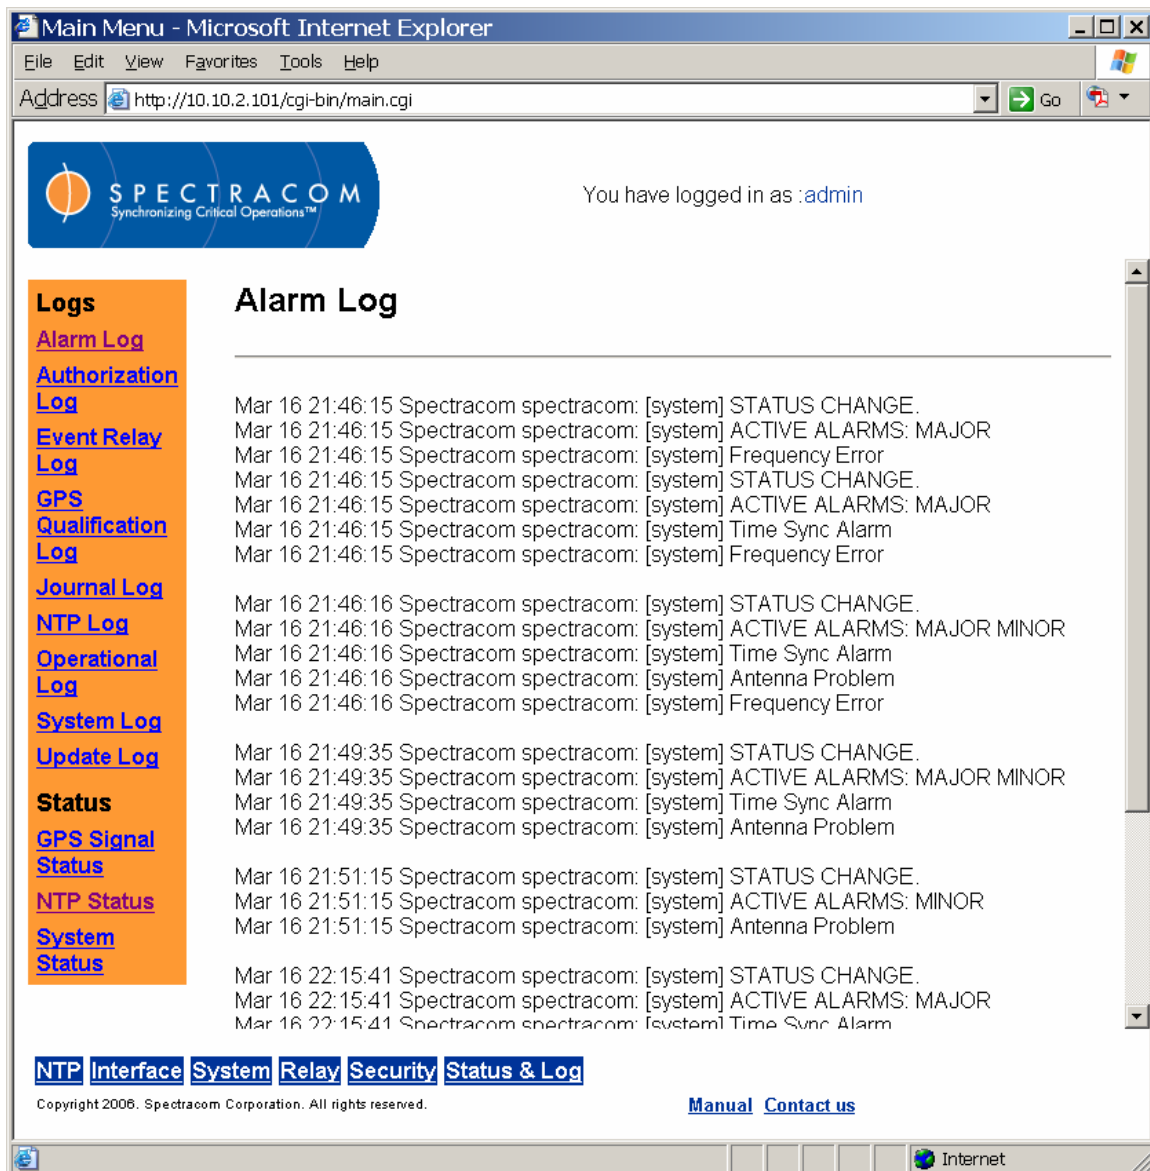 Main Menu - Microsoft Internet Explorer
File Edit View Favorites Tools Help
Address http://10.10.2.101/cgi-bin/main.cgi Go
SPECTRACOM
Synchronizing Critical Operations™
You have logged in as :admin
Logs
Alarm Log
Authorization
Log
Event Relay
Log
GPS
Qualification
Log
Journal Log
NTP Log
Operational
Log
System Log
Update Log
Status
GPS Signal
Status
NTP Status
System
Status
Alarm Log
Mar 16 21:46:15 Spectracom spectracom: [system] STATUS CHANGE.
Mar 16 21:46:15 Spectracom spectracom: [system] ACTIVE ALARMS: MAJOR
Mar 16 21:46:15 Spectracom spectracom: [system] Frequency Error
Mar 16 21:46:15 Spectracom spectracom: [system] STATUS CHANGE.
Mar 16 21:46:15 Spectracom spectracom: [system] ACTIVE ALARMS: MAJOR
Mar 16 21:46:15 Spectracom spectracom: [system] Time Sync Alarm
Mar 16 21:46:15 Spectracom spectracom: [system] Frequency Error
Mar 16 21:46:16 Spectracom spectracom: [system] STATUS CHANGE.
Mar 16 21:46:16 Spectracom spectracom: [system] ACTIVE ALARMS: MAJOR MINOR
Mar 16 21:46:16 Spectracom spectracom: [system] Time Sync Alarm
Mar 16 21:46:16 Spectracom spectracom: [system] Antenna Problem
Mar 16 21:46:16 Spectracom spectracom: [system] Frequency Error
Mar 16 21:49:35 Spectracom spectracom: [system] STATUS CHANGE.
Mar 16 21:49:35 Spectracom spectracom: [system] ACTIVE ALARMS: MAJOR MINOR
Mar 16 21:49:35 Spectracom spectracom: [system] Time Sync Alarm
Mar 16 21:49:35 Spectracom spectracom: [system] Antenna Problem
Mar 16 21:51:15 Spectracom spectracom: [system] STATUS CHANGE.
Mar 16 21:51:15 Spectracom spectracom: [system] ACTIVE ALARMS: MINOR
Mar 16 21:51:15 Spectracom spectracom: [system] Antenna Problem
Mar 16 22:15:41 Spectracom spectracom: [system] STATUS CHANGE.
Mar 16 22:15:41 Spectracom spectracom: [system] ACTIVE ALARMS: MAJOR
Mar 16 22:15:41 Spectracom spectracom: [system] Time Sync Alarm
NTP Interface System Relay Security Status & Log
Copyright 2006. Spectracom Corporation. All rights reserved.
Manual Contact us
Internet